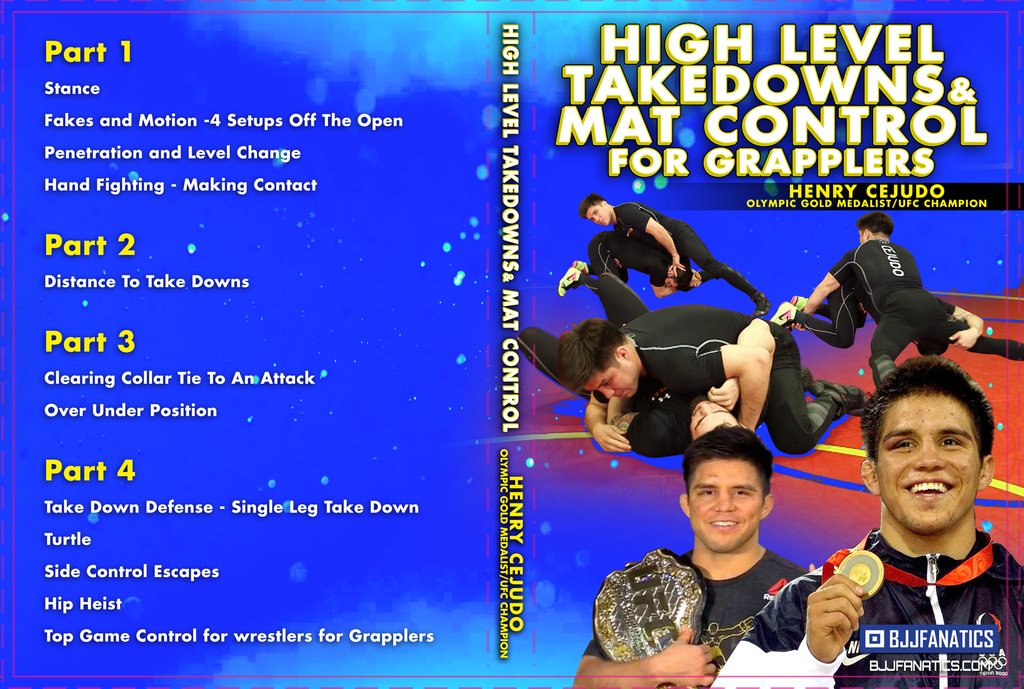 Part 1
Stance
Fakes and Motion -4 Setups Off The Open
Penetration and Level Change
Hand Fighting - Making Contact
Part 2
Distance To Take Downs
Part 3
Clearing Collar Tie To An Attack
Over Under Position
Part 4
Take Down Defense - Single Leg Take Down
Turtle
Side Control Escapes
Hip Heist
Top Game Control for wrestlers for Grapplers
HIGH LEVEL TAKEDOWNS& MAT CONTROL
HENRY CEJUDO
OLYMPIC GOLD MEDALIST/UFC CHAMPION
HIGH LEVEL
TAKEDOWNS&
MAT CONTROL
FOR GRAPPLERS
HENRY CEJUDO
OLYMPIC GOLD MEDALIST/UFC CHAMPION
CEJUDO
UFC
BJJFANATICS
BJJFANATICS.COM